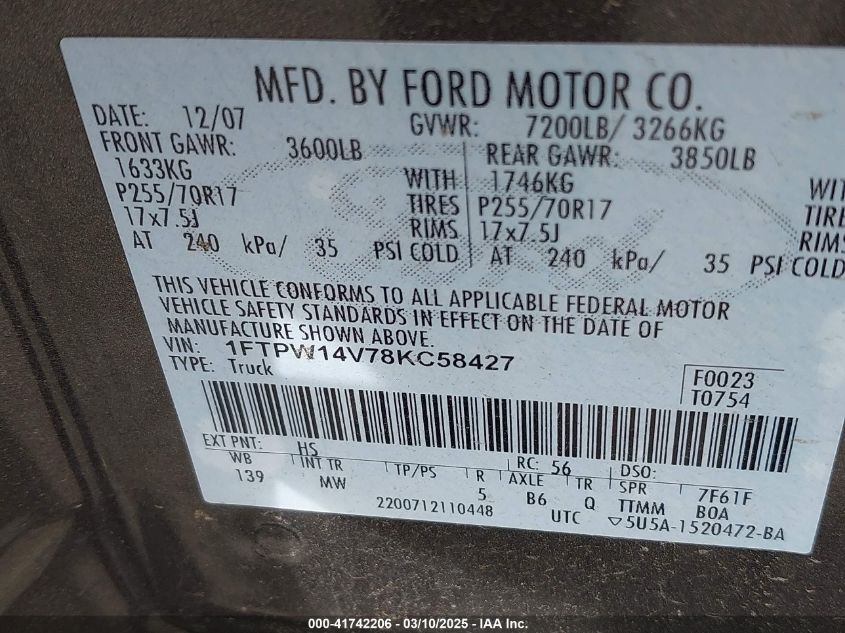 MFD. BY FORD MOTOR CO.
DATE: 12/07 GVWR: 7200LB/ 3266KG
FRONT GAWR: 3600LB REAR GAWR: 3850LB
1633KG WITH 1746KG WIT
P255/70R17 TIRES P255/70R17 TIRE
17x7.5J RIMS 17x7.5J RIMS
AT 240 kPa/ 35 PSI COLD AT 240 kPa/ 35 PSI COLD
THIS VEHICLE CONFORMS TO ALL APPLICABLE FEDERAL MOTOR
VEHICLE SAFETY STANDARDS IN EFFECT ON THE DATE OF
MANUFACTURE SHOWN ABOVE.
VIN: 1FTPW14V78KC58427
TYPE: Truck
F0023
T0754
EXT PNT: HS RC: 56 DSO:
WB INT TR TP/PS R AXLE TR SPR 7F61F
139 MW 5 B6 Q TTMM BOA
2200712110448 UTC ▽5U5A-1520472-BA
000-41742206 - 03/10/2025 - IAA Inc.